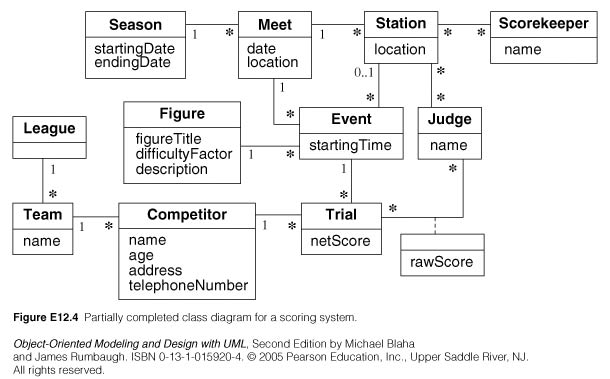 Season
startingDate
endingDate
1
*
Meet
date
location
1
*
Station
location
*
*
Scorekeeper
name
1
0..1
*
*
*
Figure
figureTitle
difficultyFactor
description
1
*
Event
startingTime
Judge
name
League
1
*
1
*
*
Team
name
1
*
Competitor
name
age
address
telephoneNumber
1
*
Trial
netScore
*
rawScore
Figure E12.4 Partially completed class diagram for a scoring system.
Object-Oriented Modeling and Design with UML, Second Edition by Michael Blaha
and James Rumbaugh. ISBN 0-13-1-015920-4. © 2005 Pearson Education, Inc., Upper Saddle River, NJ.
All rights reserved.